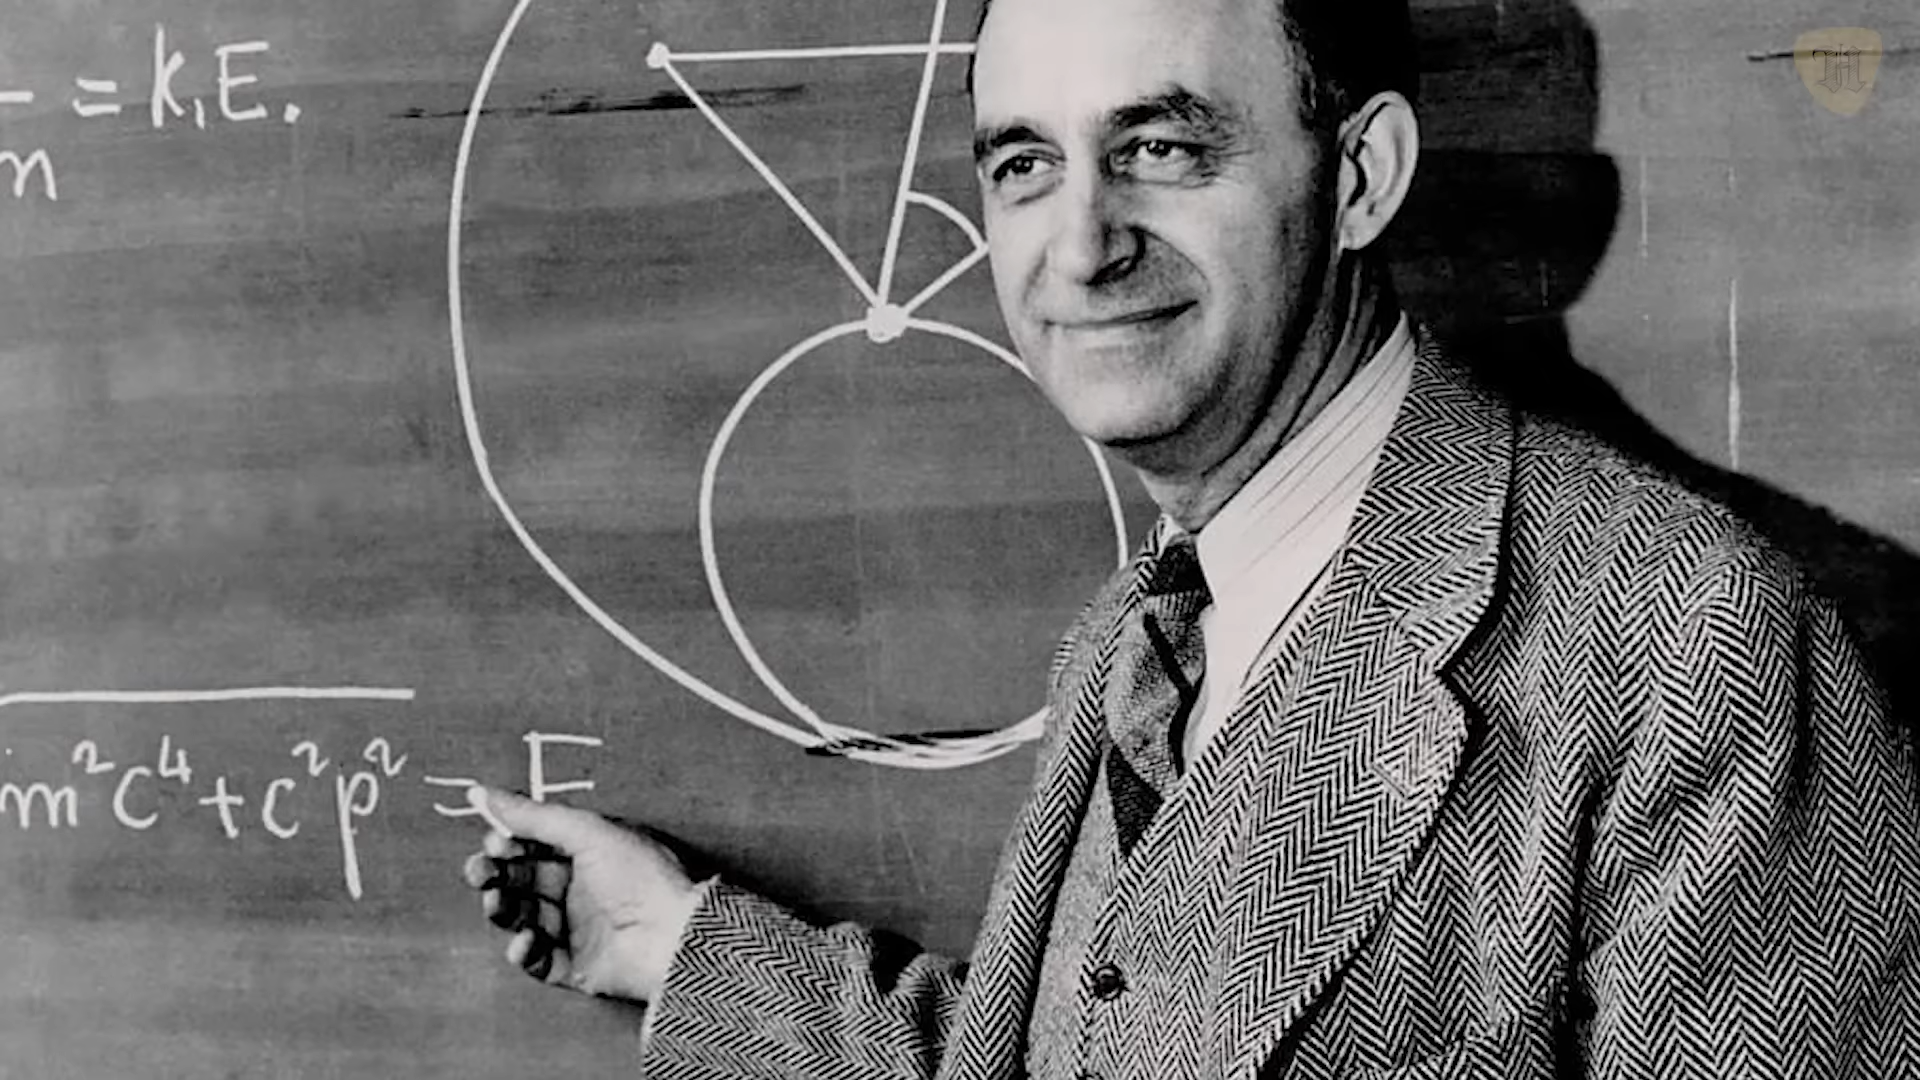 = k₁E.
n
m²c⁴ + c²p² = E
H